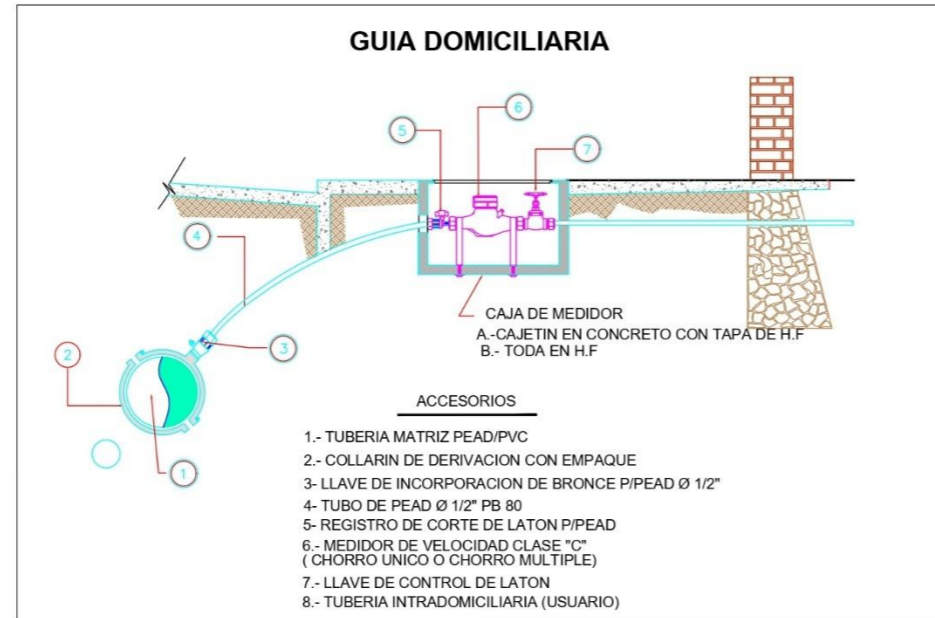 GUIA DOMICILIARIA
6
5
7
4
CAJA DE MEDIDOR
A.-CAJETIN EN CONCRETO CON TAPA DE H.F
B.- TODA EN H.F
2
3
1
ACCESORIOS
1.- TUBERIA MATRIZ PEAD/PVC
2.- COLLARIN DE DERIVACION CON EMPAQUE
3- LLAVE DE INCORPORACION DE BRONCE P/PEAD Ø 1/2"
4- TUBO DE PEAD Ø 1/2" PB 80
5- REGISTRO DE CORTE DE LATON P/PEAD
6.- MEDIDOR DE VELOCIDAD CLASE "C"
( CHORRO UNICO O CHORRO MULTIPLE)
7.- LLAVE DE CONTROL DE LATON
8.- TUBERIA INTRADOMICILIARIA (USUARIO)